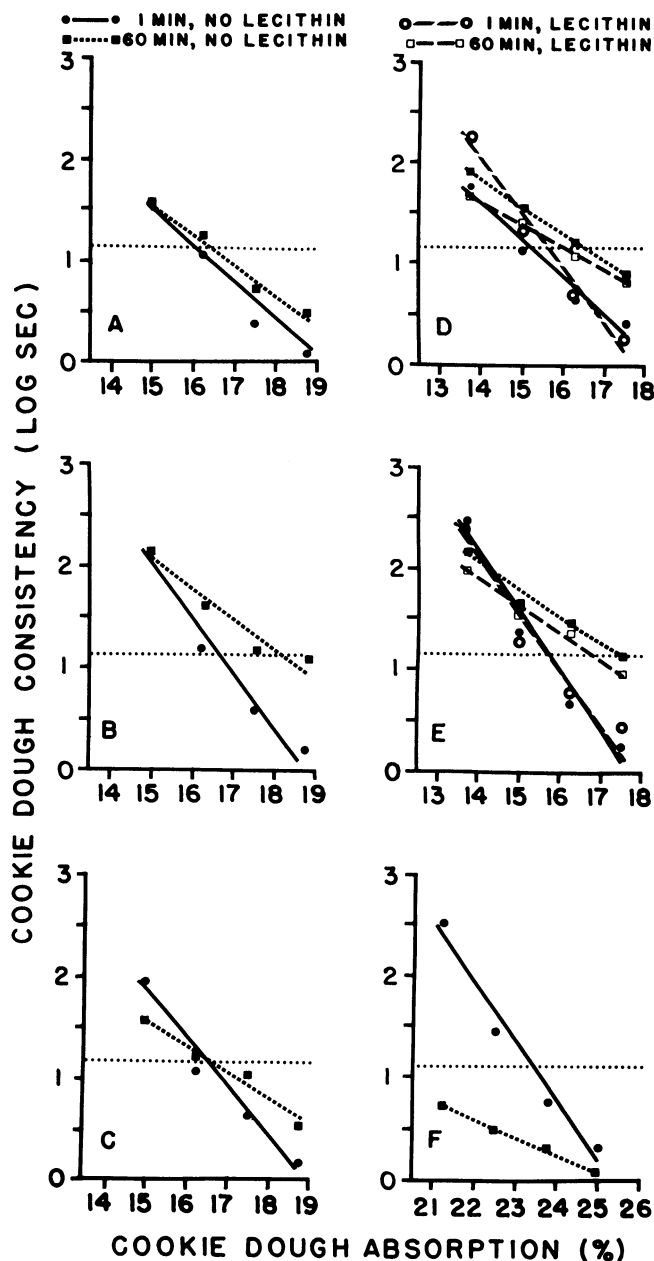 1 MIN, NO LECITHIN
60 MIN, NO LECITHIN
1 MIN, LECITHIN
60 MIN, LECITHIN
COOKIE DOUGH CONSISTENCY (LOG SEC)
3
2
1
0
A
14 15 16 17 18 19
3
2
1
0
D
13 14 15 16 17 18
3
2
1
0
B
14 15 16 17 18 19
3
2
1
0
E
13 14 15 16 17 18
3
2
1
0
C
14 15 16 17 18 19
3
2
1
0
F
21 22 23 24 25 26
COOKIE DOUGH ABSORPTION (%)